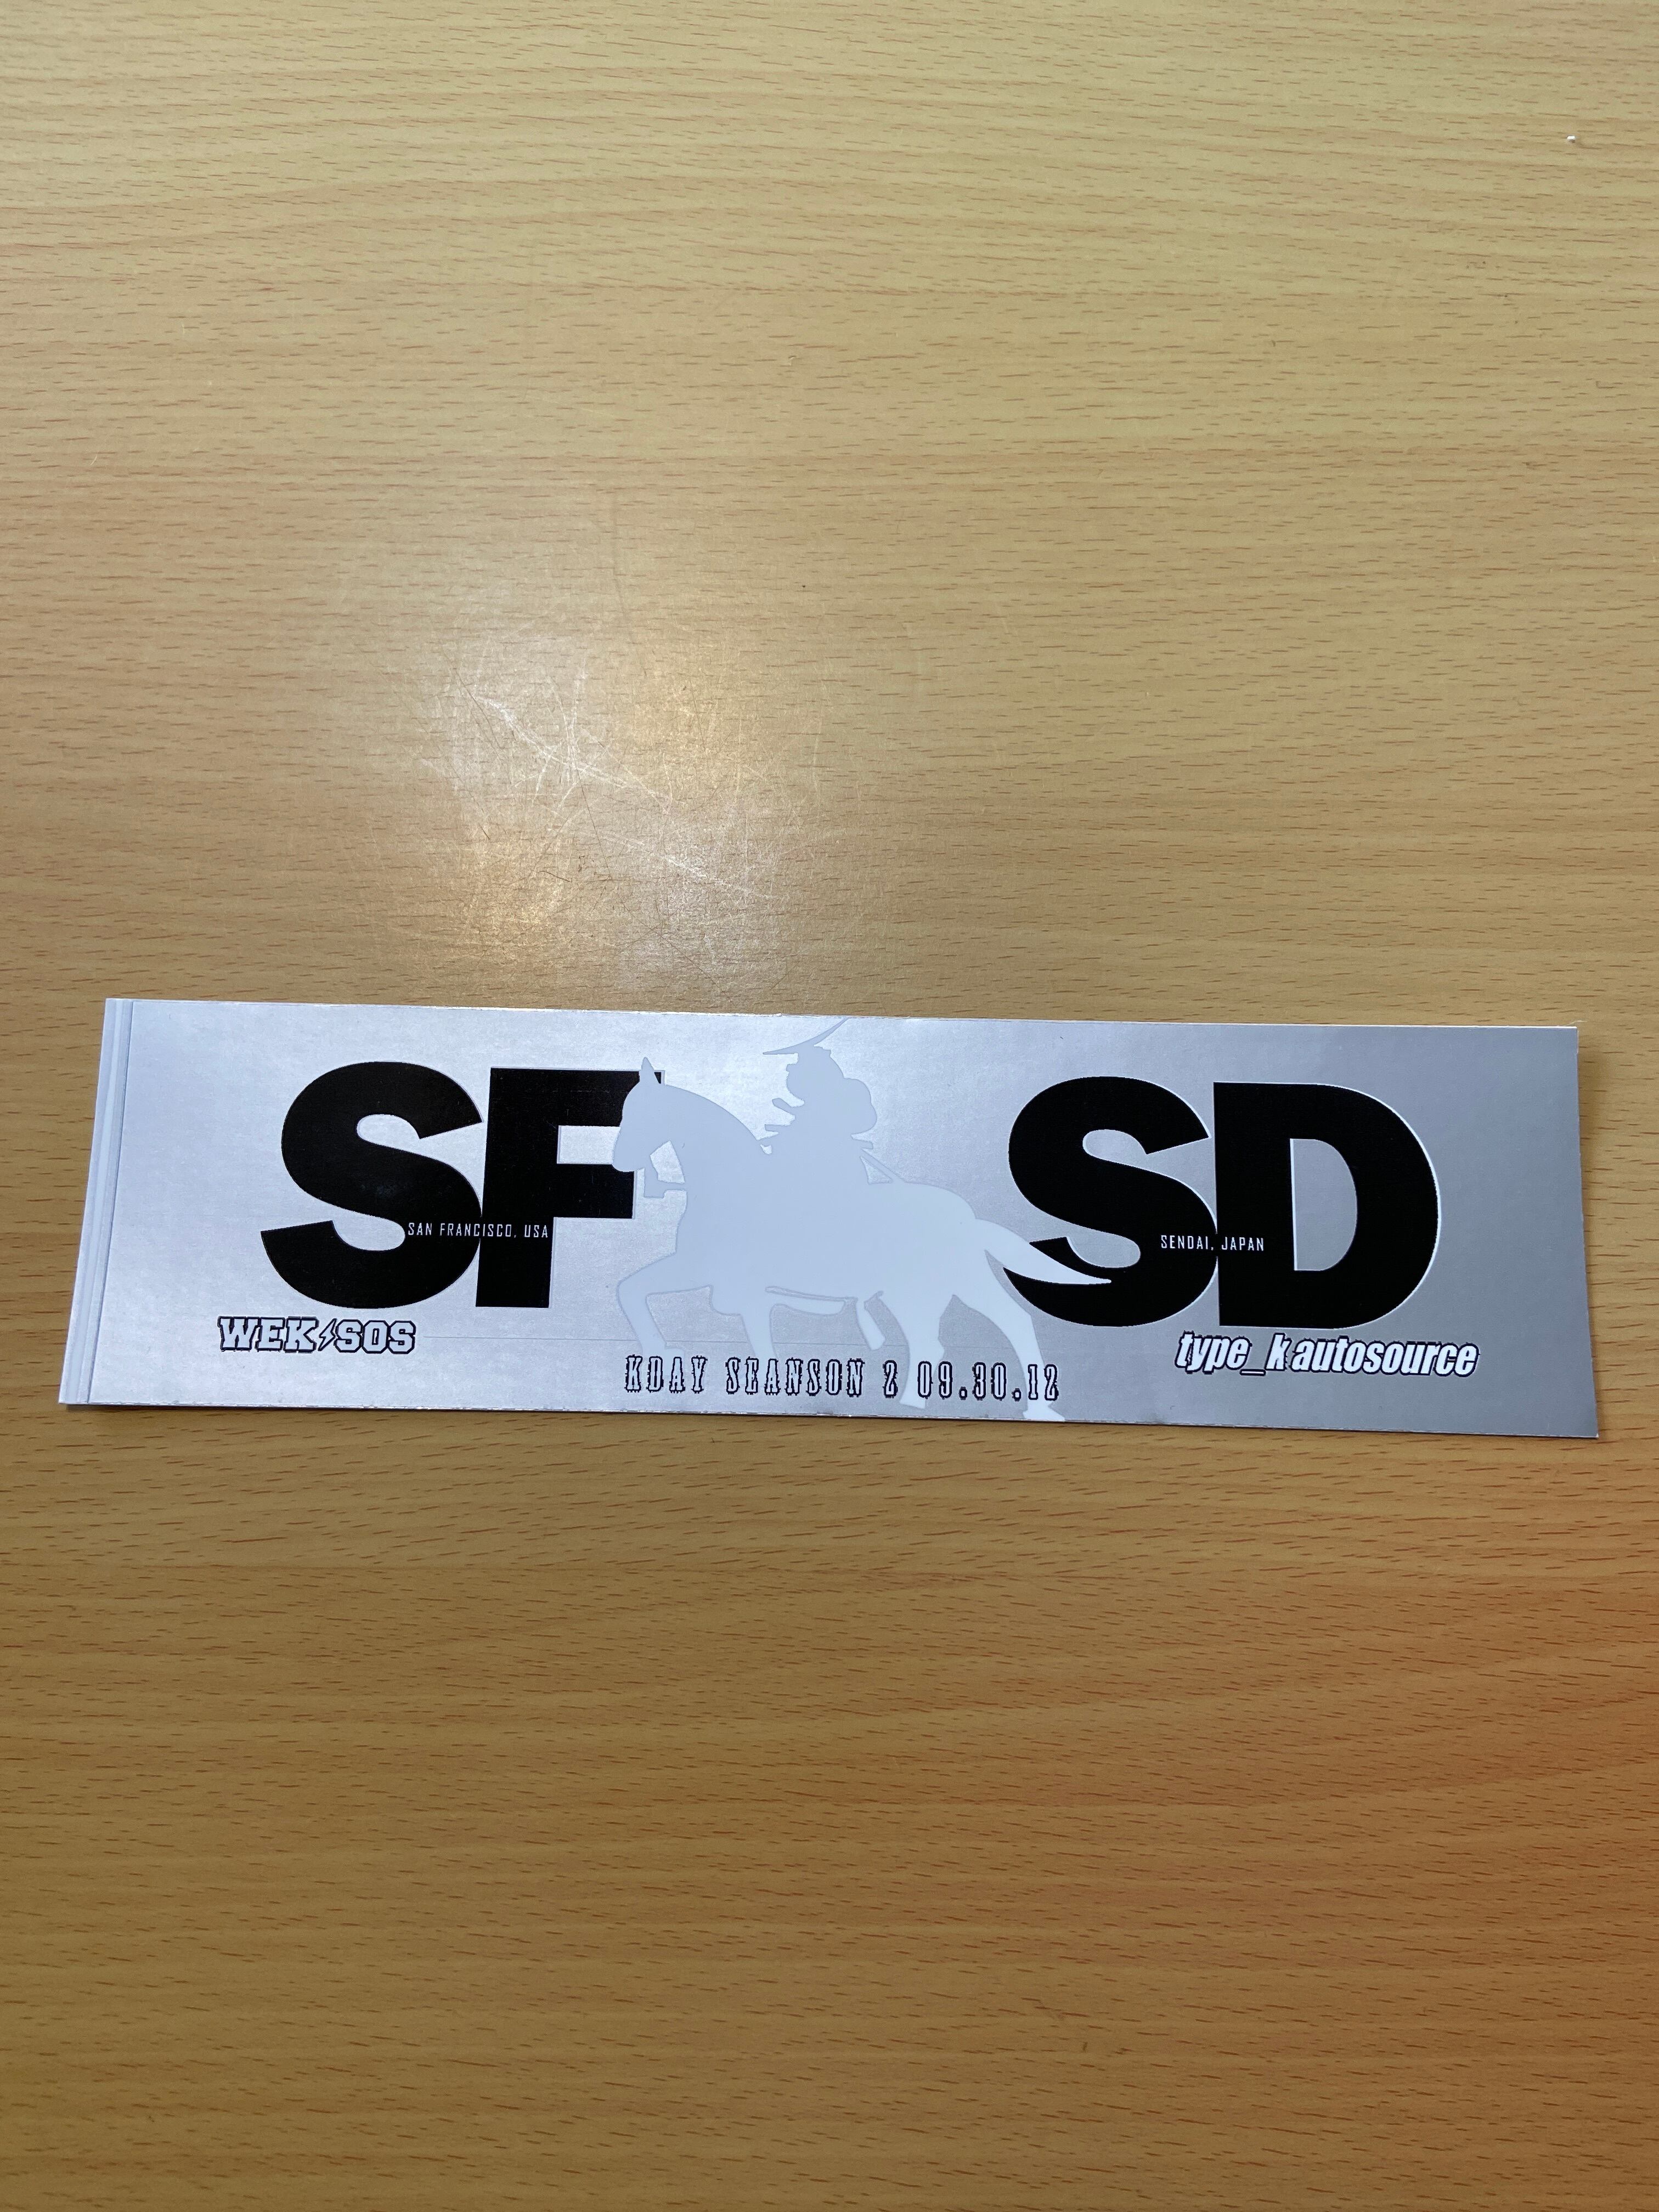 SF
SAN FRANCISCO, USA
WEK SOS
KDAY SEANSON 2 09.30.12
SD
SENDAI, JAPAN
type_k autosource